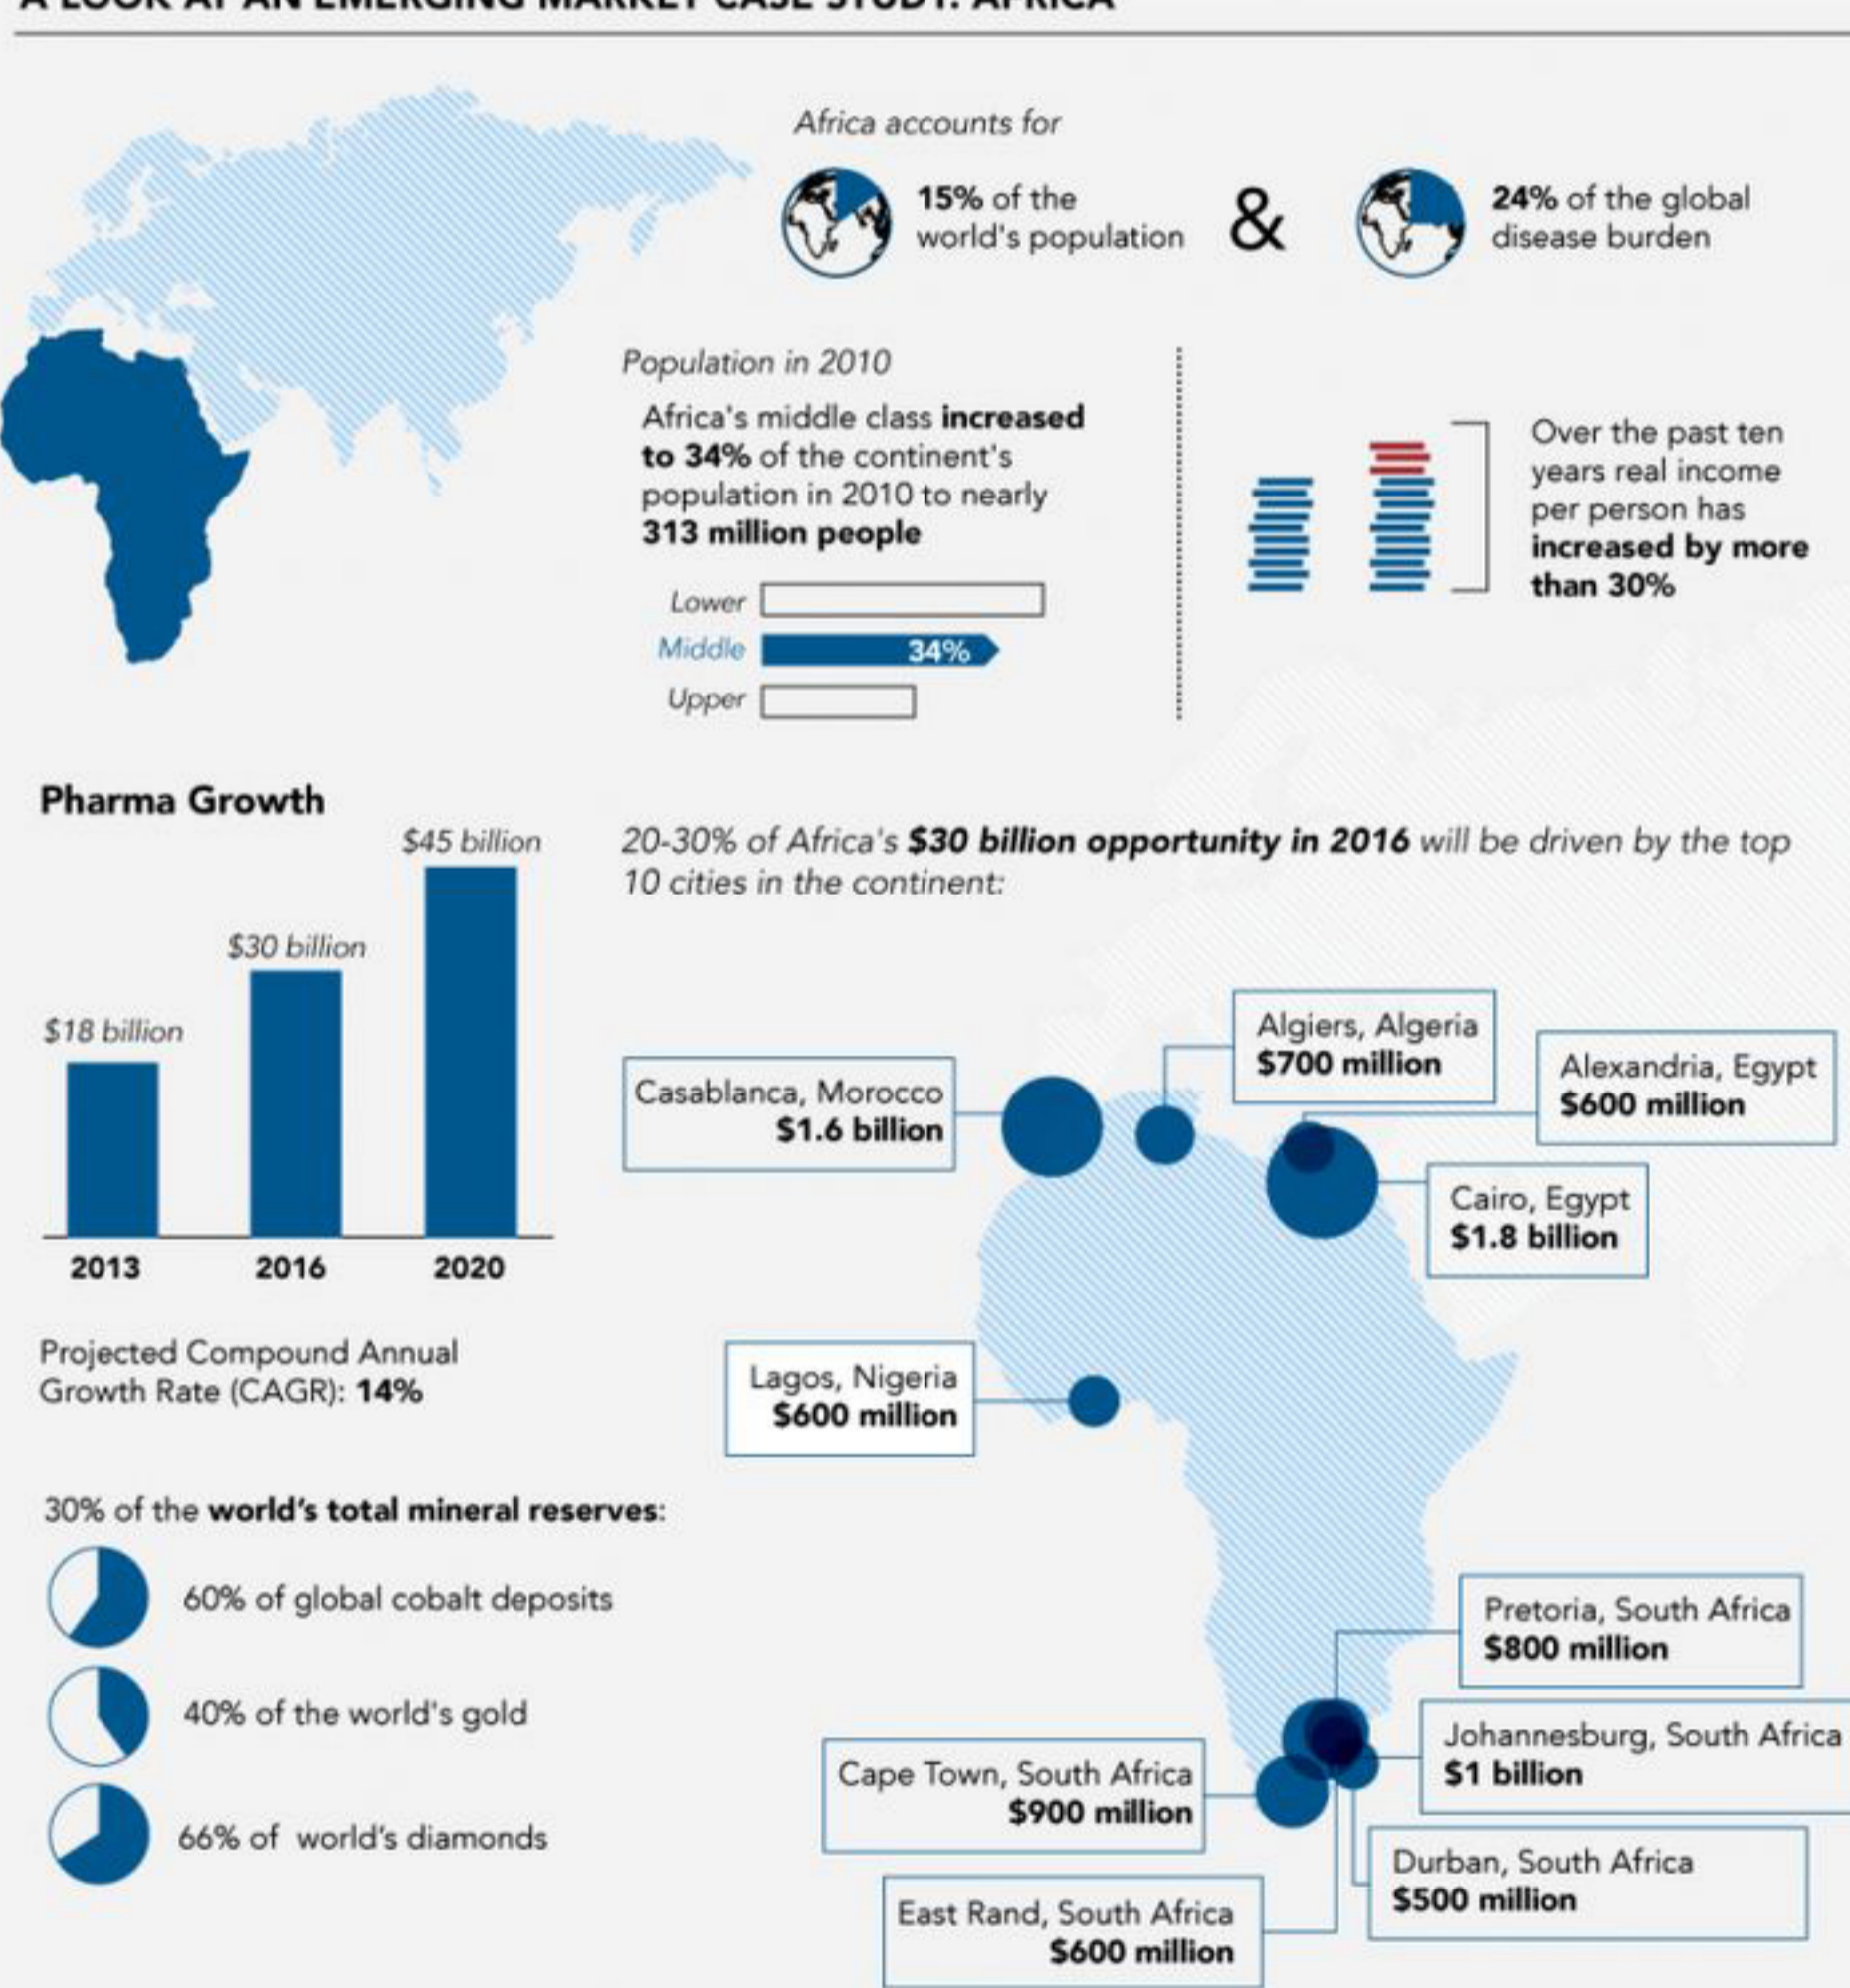 A LOOK AT AN EMERGING MARKET CASE STUDY: AFRICA
Africa accounts for
15% of the
world's population
&
24% of the global
disease burden
Population in 2010
Africa's middle class increased
to 34% of the continent's
population in 2010 to nearly
313 million people
Lower
Middle
34%
Upper
Over the past ten
years real income
per person has
increased by more
than 30%
Pharma Growth
$45 billion
$30 billion
$18 billion
2013
2016
2020
Projected Compound Annual
Growth Rate (CAGR): 14%
20-30% of Africa's $30 billion opportunity in 2016 will be driven by the top
10 cities in the continent:
Algiers, Algeria
$700 million
Alexandria, Egypt
$600 million
Casablanca, Morocco
$1.6 billion
Cairo, Egypt
$1.8 billion
Lagos, Nigeria
$600 million
30% of the world's total mineral reserves:
60% of global cobalt deposits
40% of the world's gold
66% of world's diamonds
Pretoria, South Africa
$800 million
Johannesburg, South Africa
$1 billion
Cape Town, South Africa
$900 million
Durban, South Africa
$500 million
East Rand, South Africa
$600 million